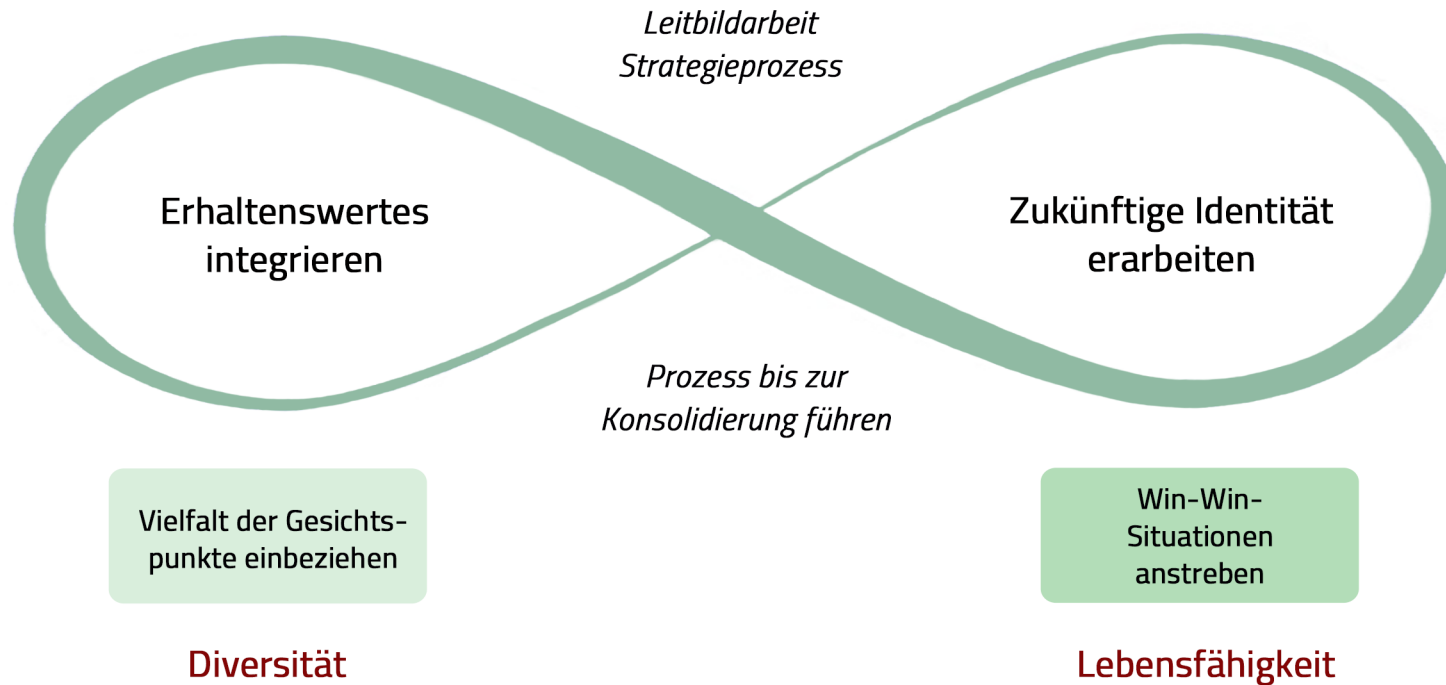 Leitbildarbeit
Strategieprozess
Erhaltenswertes
integrieren
Zukünftige Identität
erarbeiten
Prozess bis zur
Konsolidierung führen
Vielfalt der Gesichts-
punkte einbeziehen
Win-Win-
Situationen
anstreben
Diversität
Lebensfähigkeit